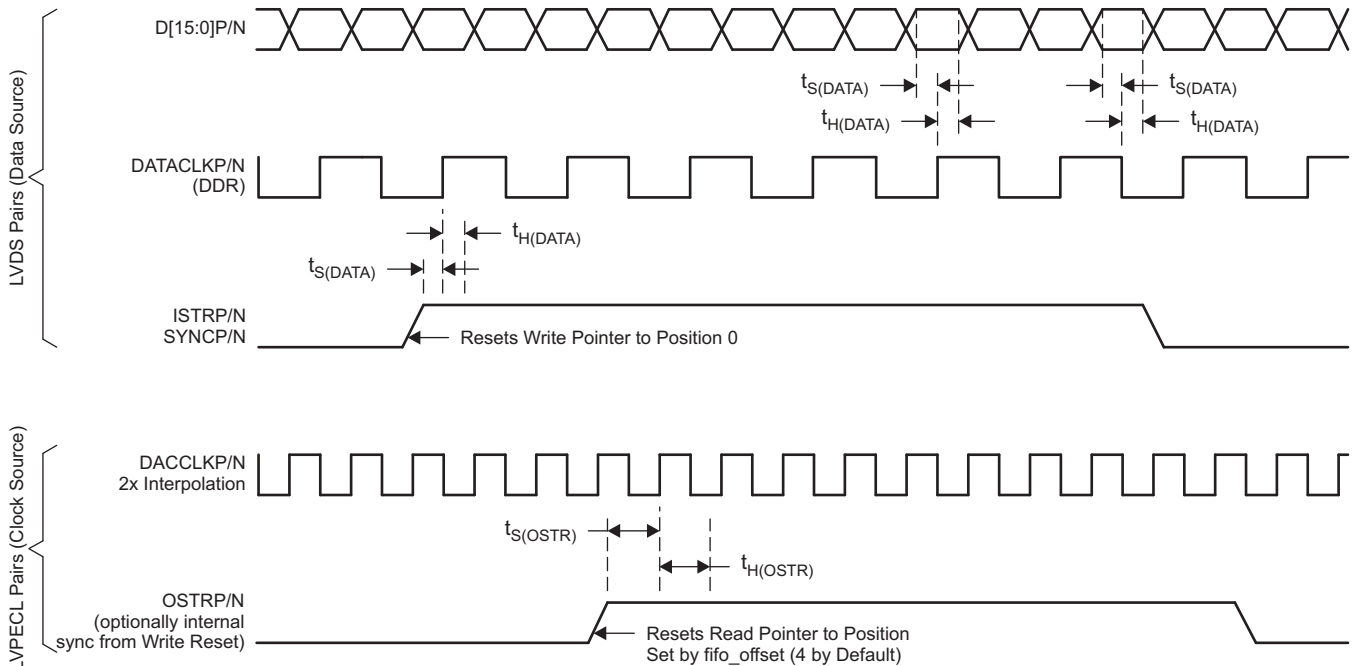 LVDS Pairs (Data Source)
D[15:0]P/N
tS(DATA)
tS(DATA)
tH(DATA)
tH(DATA)
DATACLKP/N
(DDR)
tH(DATA)
tS(DATA)
ISTRP/N
SYNCP/N
Resets Write Pointer to Position 0
LVPECL Pairs (Clock Source)
DACCLKP/N
2x Interpolation
tS(OSTR)
tH(OSTR)
OSTRP/N
(optionally internal
sync from Write Reset)
Resets Read Pointer to Position
Set by fifo_offset (4 by Default)